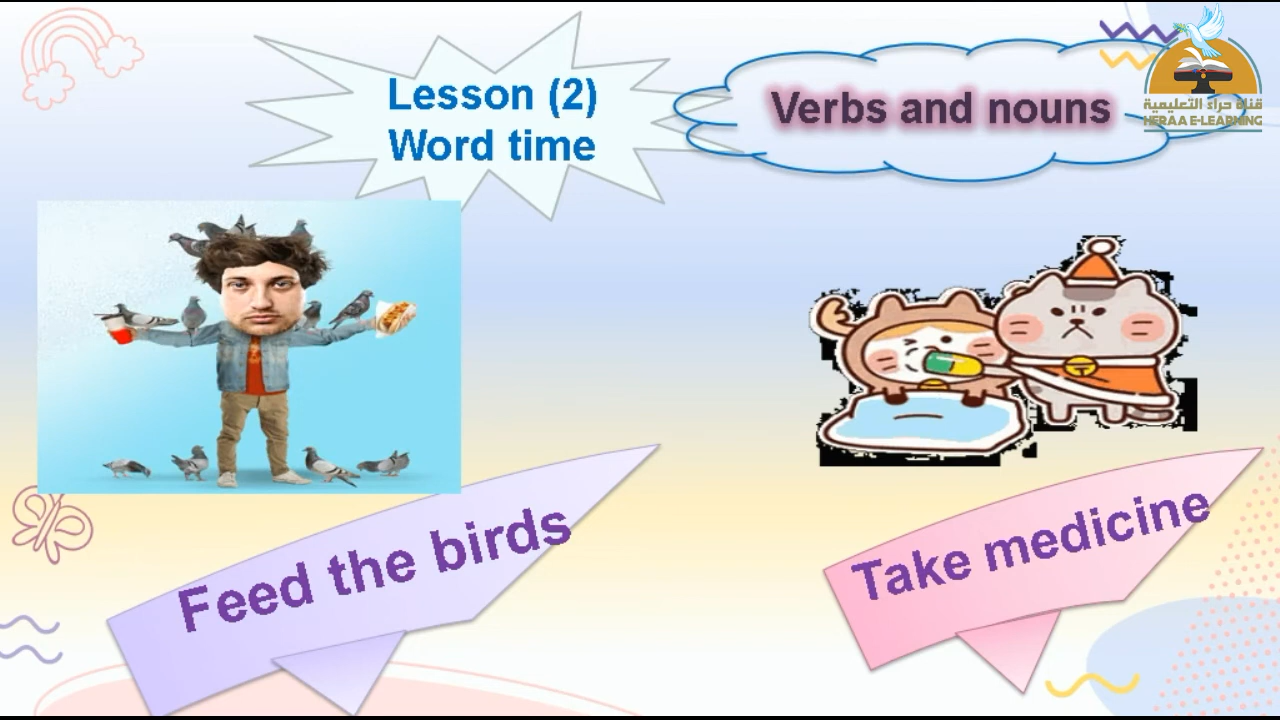 Lesson (2)
Word time
Verbs and nouns
قناة حراء التعليمية
HERAA E-LEARNING
Feed the birds
Take medicine